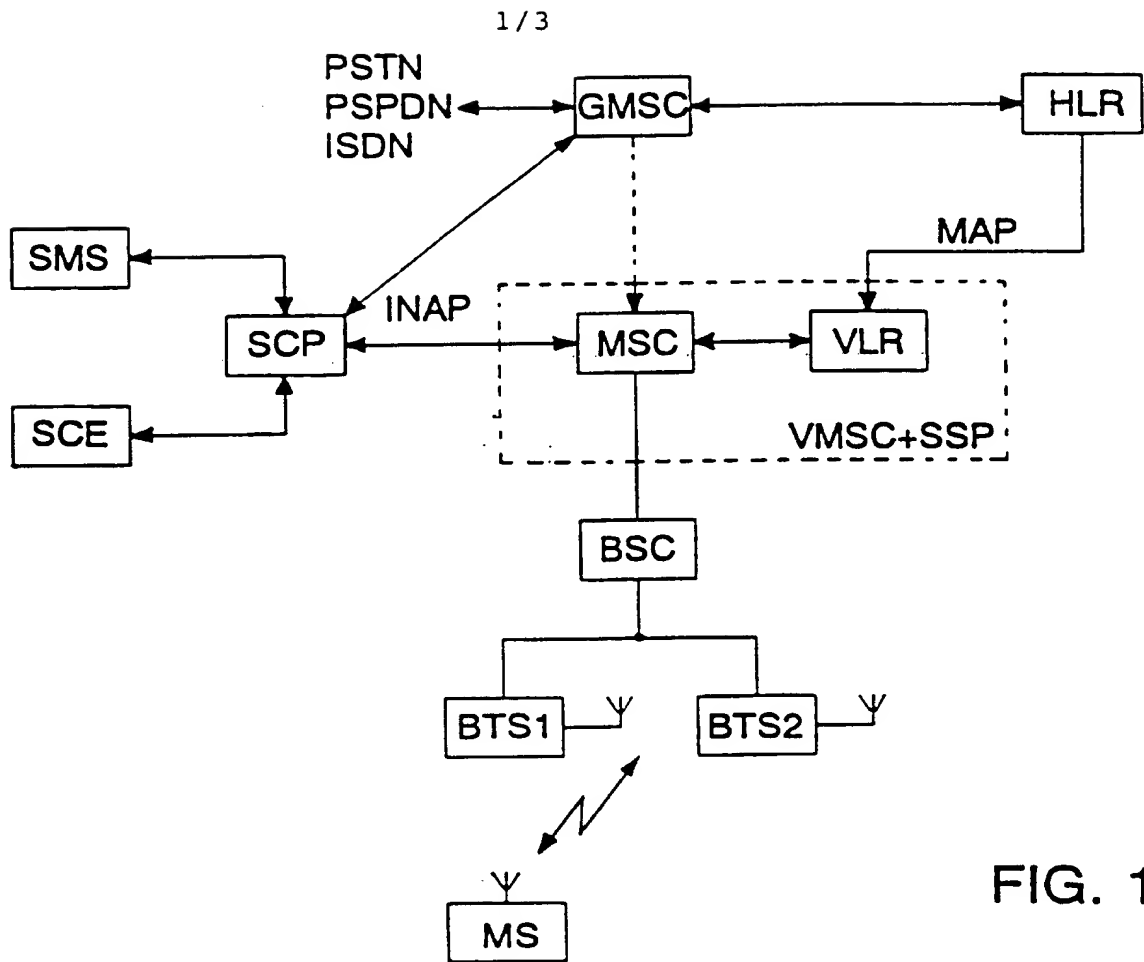 1/3
PSTN
PSPDN
ISDN
GMSC
HLR
MAP
SMS
SCP
INAP
MSC
VLR
SCE
VMSC+SSP
BSC
BTS1
BTS2
MS
FIG. 1